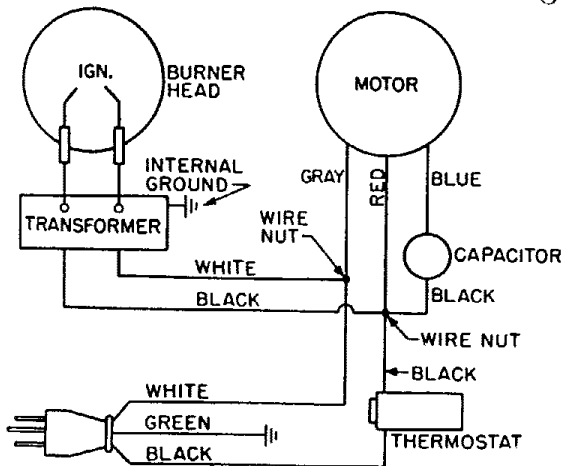 IGN.
BURNER
HEAD
MOTOR
INTERNAL
GROUND
GRAY
RED
BLUE
TRANSFORMER
WIRE
NUT
CAPACITOR
WHITE
BLACK
BLACK
WIRE NUT
BLACK
WHITE
GREEN
BLACK
THERMOSTAT